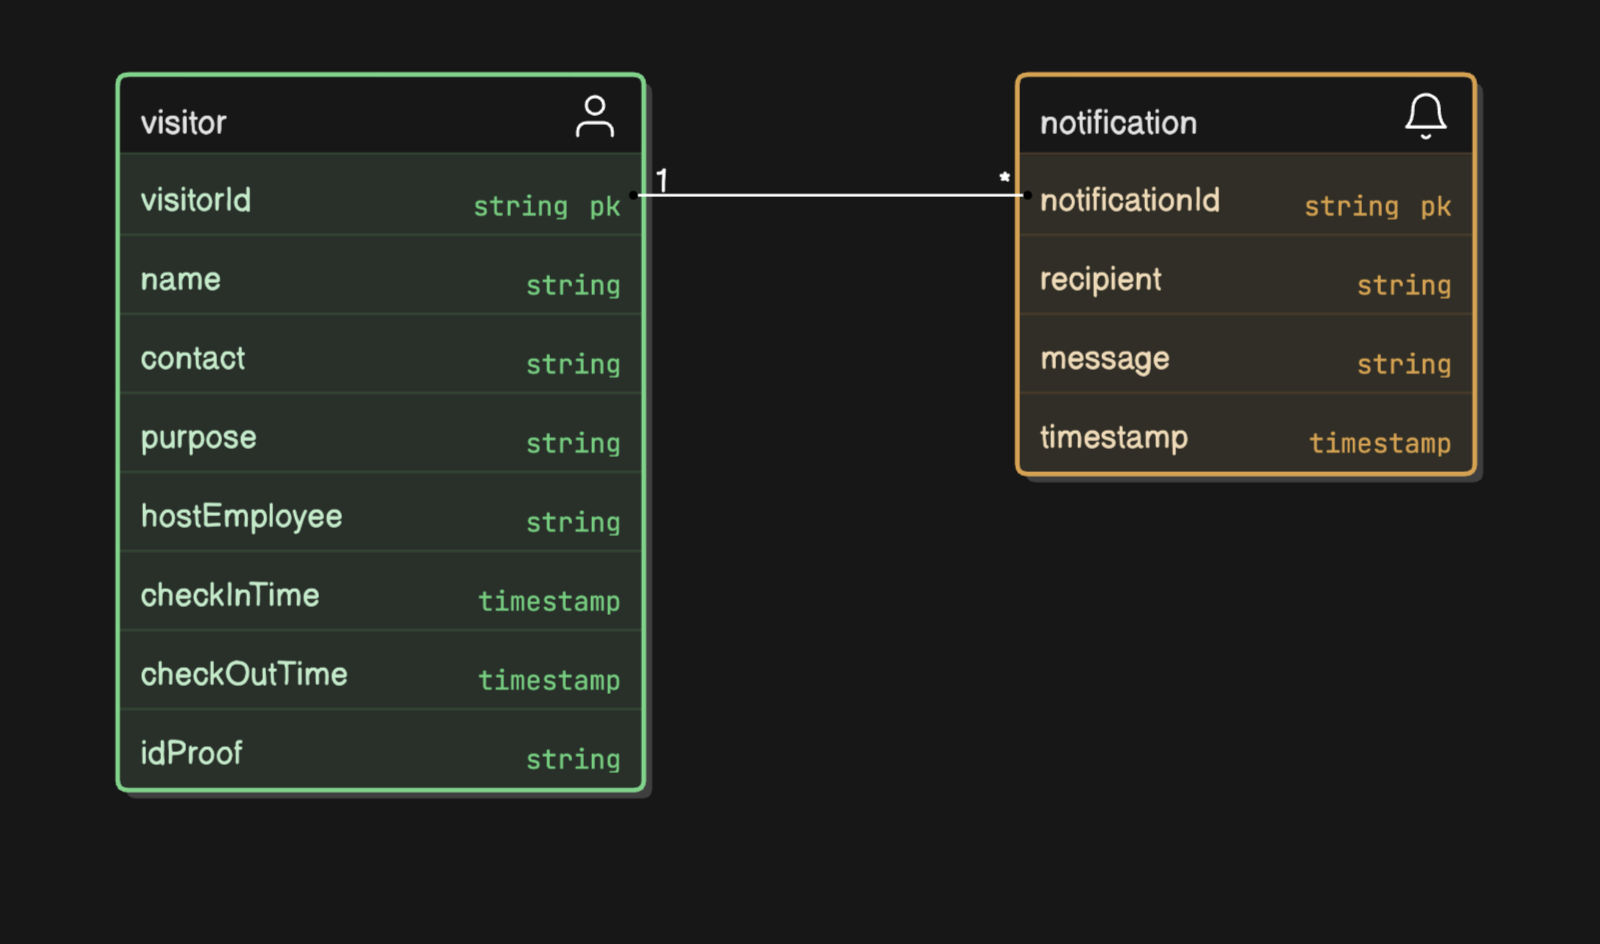 visitor
visitorId string pk
name string
contact string
purpose string
hostEmployee string
checkInTime timestamp
checkOutTime timestamp
idProof string
1 *
notification
notificationId string pk
recipient string
message string
timestamp timestamp